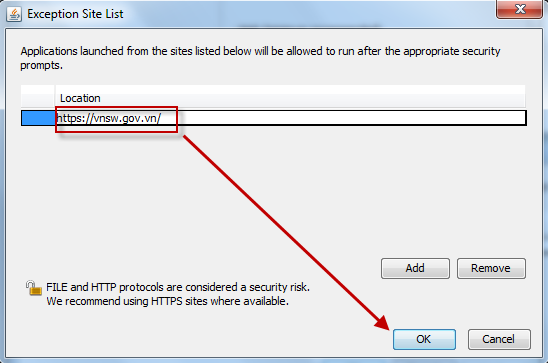 Exception Site List
Applications launched from the sites listed below will be allowed to run after the appropriate security
prompts.
Location
https://vnsw.gov.vn/
Add
Remove
FILE and HTTP protocols are considered a security risk.
We recommend using HTTPS sites where available.
OK
Cancel